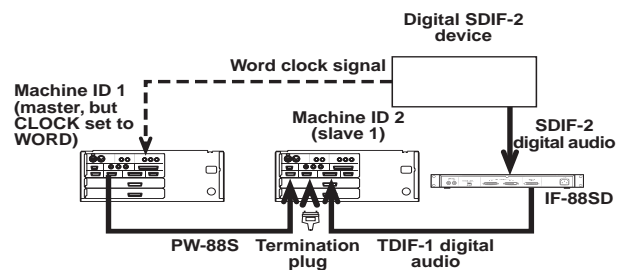 Digital SDIF-2
device
Word clock signal
Machine ID 1
(master, but
CLOCK set to
WORD)
Machine ID 2
(slave 1)
SDIF-2
digital audio
IF-88SD
PW-88S
Termination
plug
TDIF-1 digital
audio